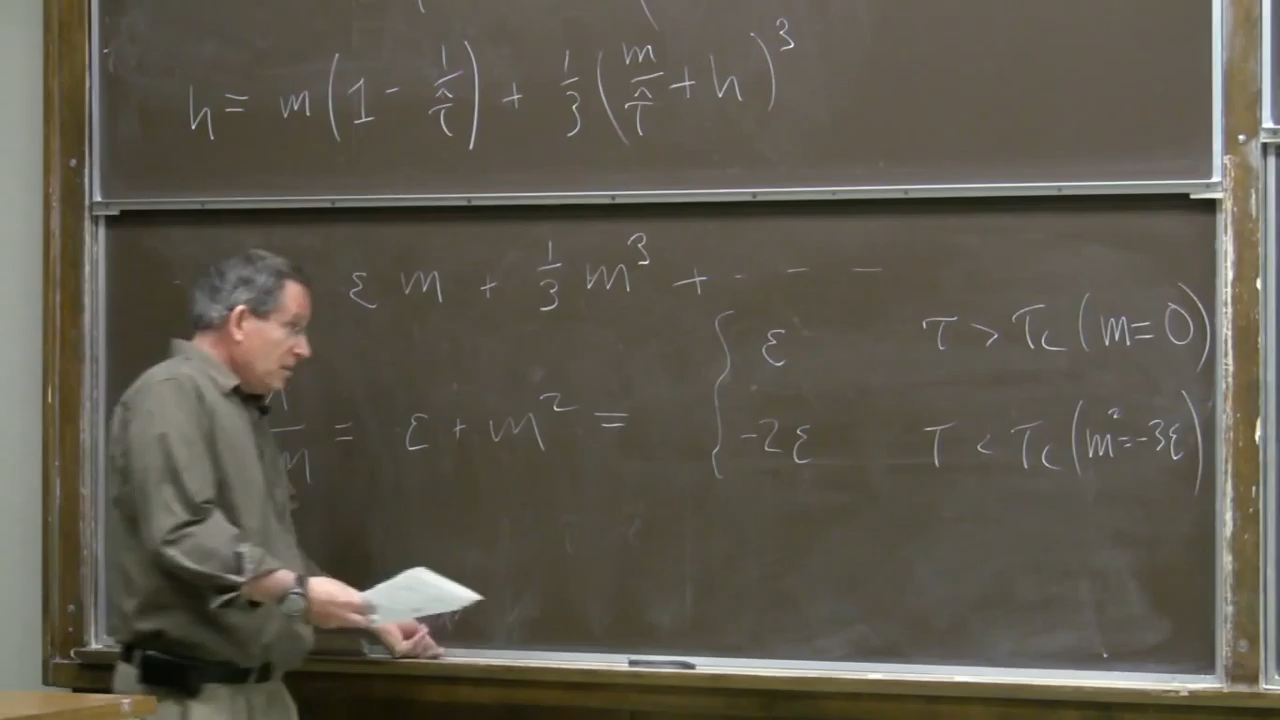 h = m(1 - 1/τ̂) + 1/3 (m/τ̂ + h)³
ε m + 1/3 m³ + - - -
m = ε + m² = { ε τ > τc (m = 0)
-2ε τ < τc (m² = -3ε)